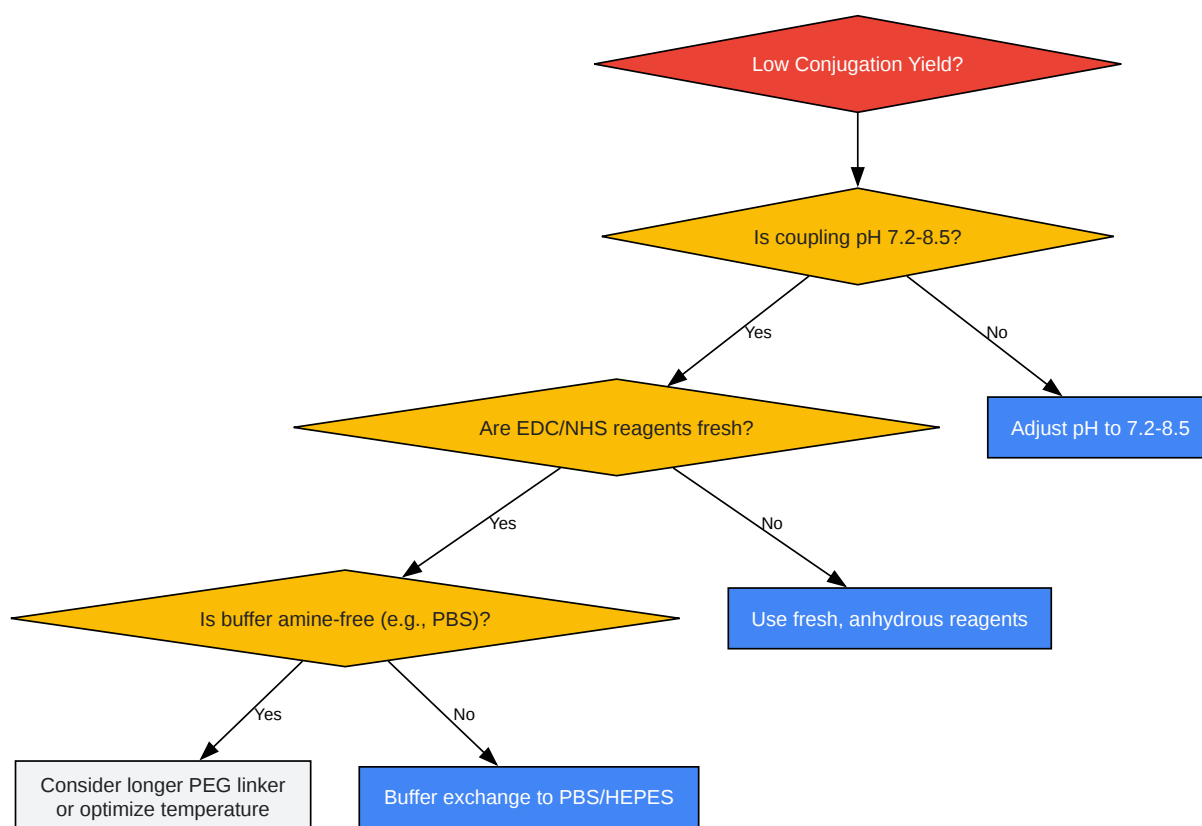 Low Conjugation Yield?
Is coupling pH 7.2-8.5?
Yes
No
Are EDC/NHS reagents fresh?
Adjust pH to 7.2-8.5
Yes
No
Is buffer amine-free (e.g., PBS)?
Use fresh, anhydrous reagents
Yes
No
Consider longer PEG linker
or optimize temperature
Buffer exchange to PBS/HEPES